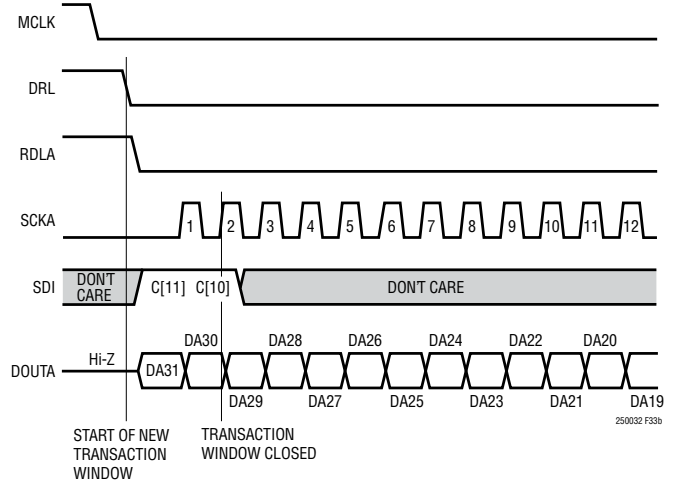 MCLK
DRL
RDLA
SCKA
1 2 3 4 5 6 7 8 9 10 11 12
SDI
DON'T
CARE
C[11] C[10]
DON'T CARE
DA30 DA28 DA26 DA24 DA22 DA20
DOUTA
Hi-Z
DA31
DA29 DA27 DA25 DA23 DA21 DA19
250032 F33b
START OF NEW
TRANSACTION
WINDOW
TRANSACTION
WINDOW CLOSED